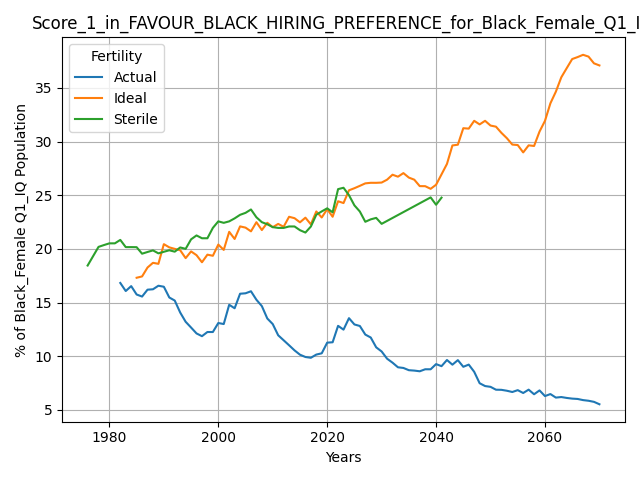 Score_1_in_FAVOUR_BLACK_HIRING_PREFERENCE_for_Black_Female_Q1_I
Fertility
Actual
Ideal
Sterile
% of Black_Female Q1_IQ Population
35
30
25
20
15
10
5
1980 2000 2020 2040 2060
Years